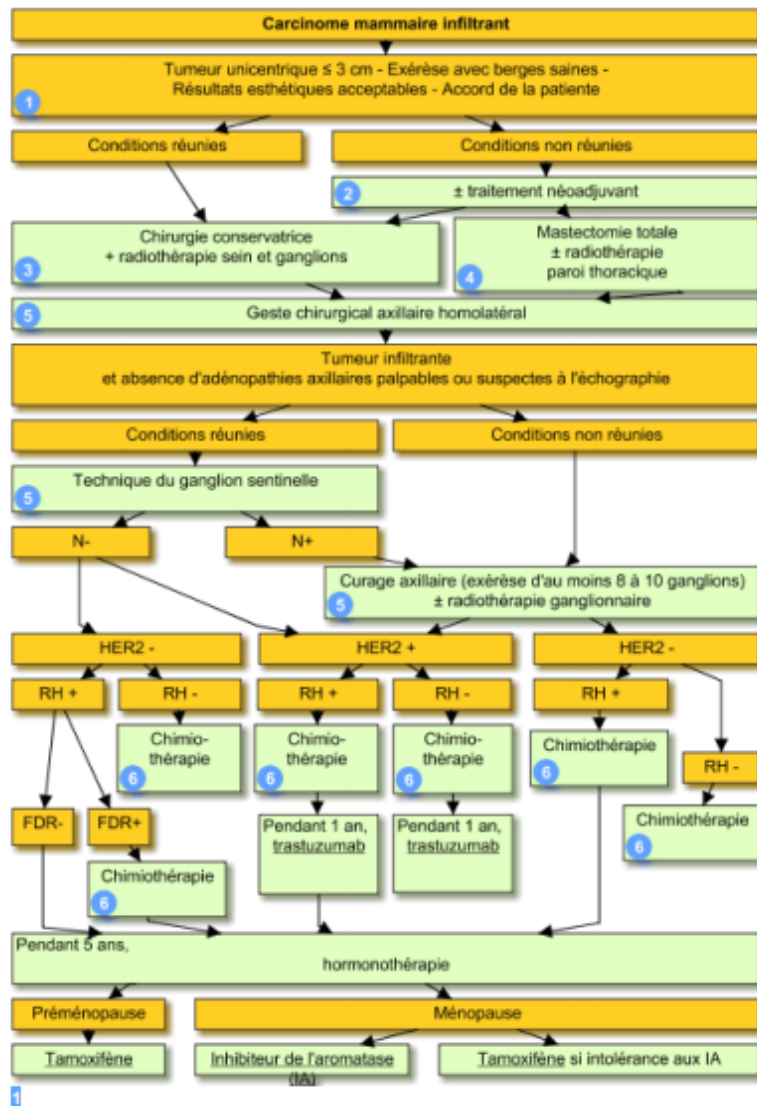 Carcinome mammaire infiltrant
Tumeur unicentrique ≤ 3 cm - Exérèse avec berges saines -
Résultats esthétiques acceptables - Accord de la patiente
1
Conditions réunies
Conditions non réunies
2
± traitement néoadjuvant
Chirurgie conservatrice
+ radiothérapie sein et ganglions
3
Mastectomie totale
± radiothérapie
paroi thoracique
4
5
Geste chirurgical axillaire homolatéral
Tumeur infiltrante
et absence d'adénopathies axillaires palpables ou suspectes à l'échographie
Conditions réunies
Conditions non réunies
Technique du ganglion sentinelle
5
N-
N+
Curage axillaire (exérèse d'au moins 8 à 10 ganglions)
± radiothérapie ganglionnaire
5
HER2 -
HER2 +
HER2 -
RH +
RH -
RH +
RH -
RH +
Chimio-
thérapie
6
Chimio-
thérapie
6
Chimio-
thérapie
6
Chimiothérapie
6
RH -
FDR-
FDR+
Pendant 1 an,
trastuzumab
Pendant 1 an,
trastuzumab
Chimiothérapie
6
Chimiothérapie
6
Pendant 5 ans,
hormonothérapie
Préménopause
Ménopause
Tamoxifène
Inhibiteur de l'aromatase
(IA)
Tamoxifène si intolérance aux IA
1